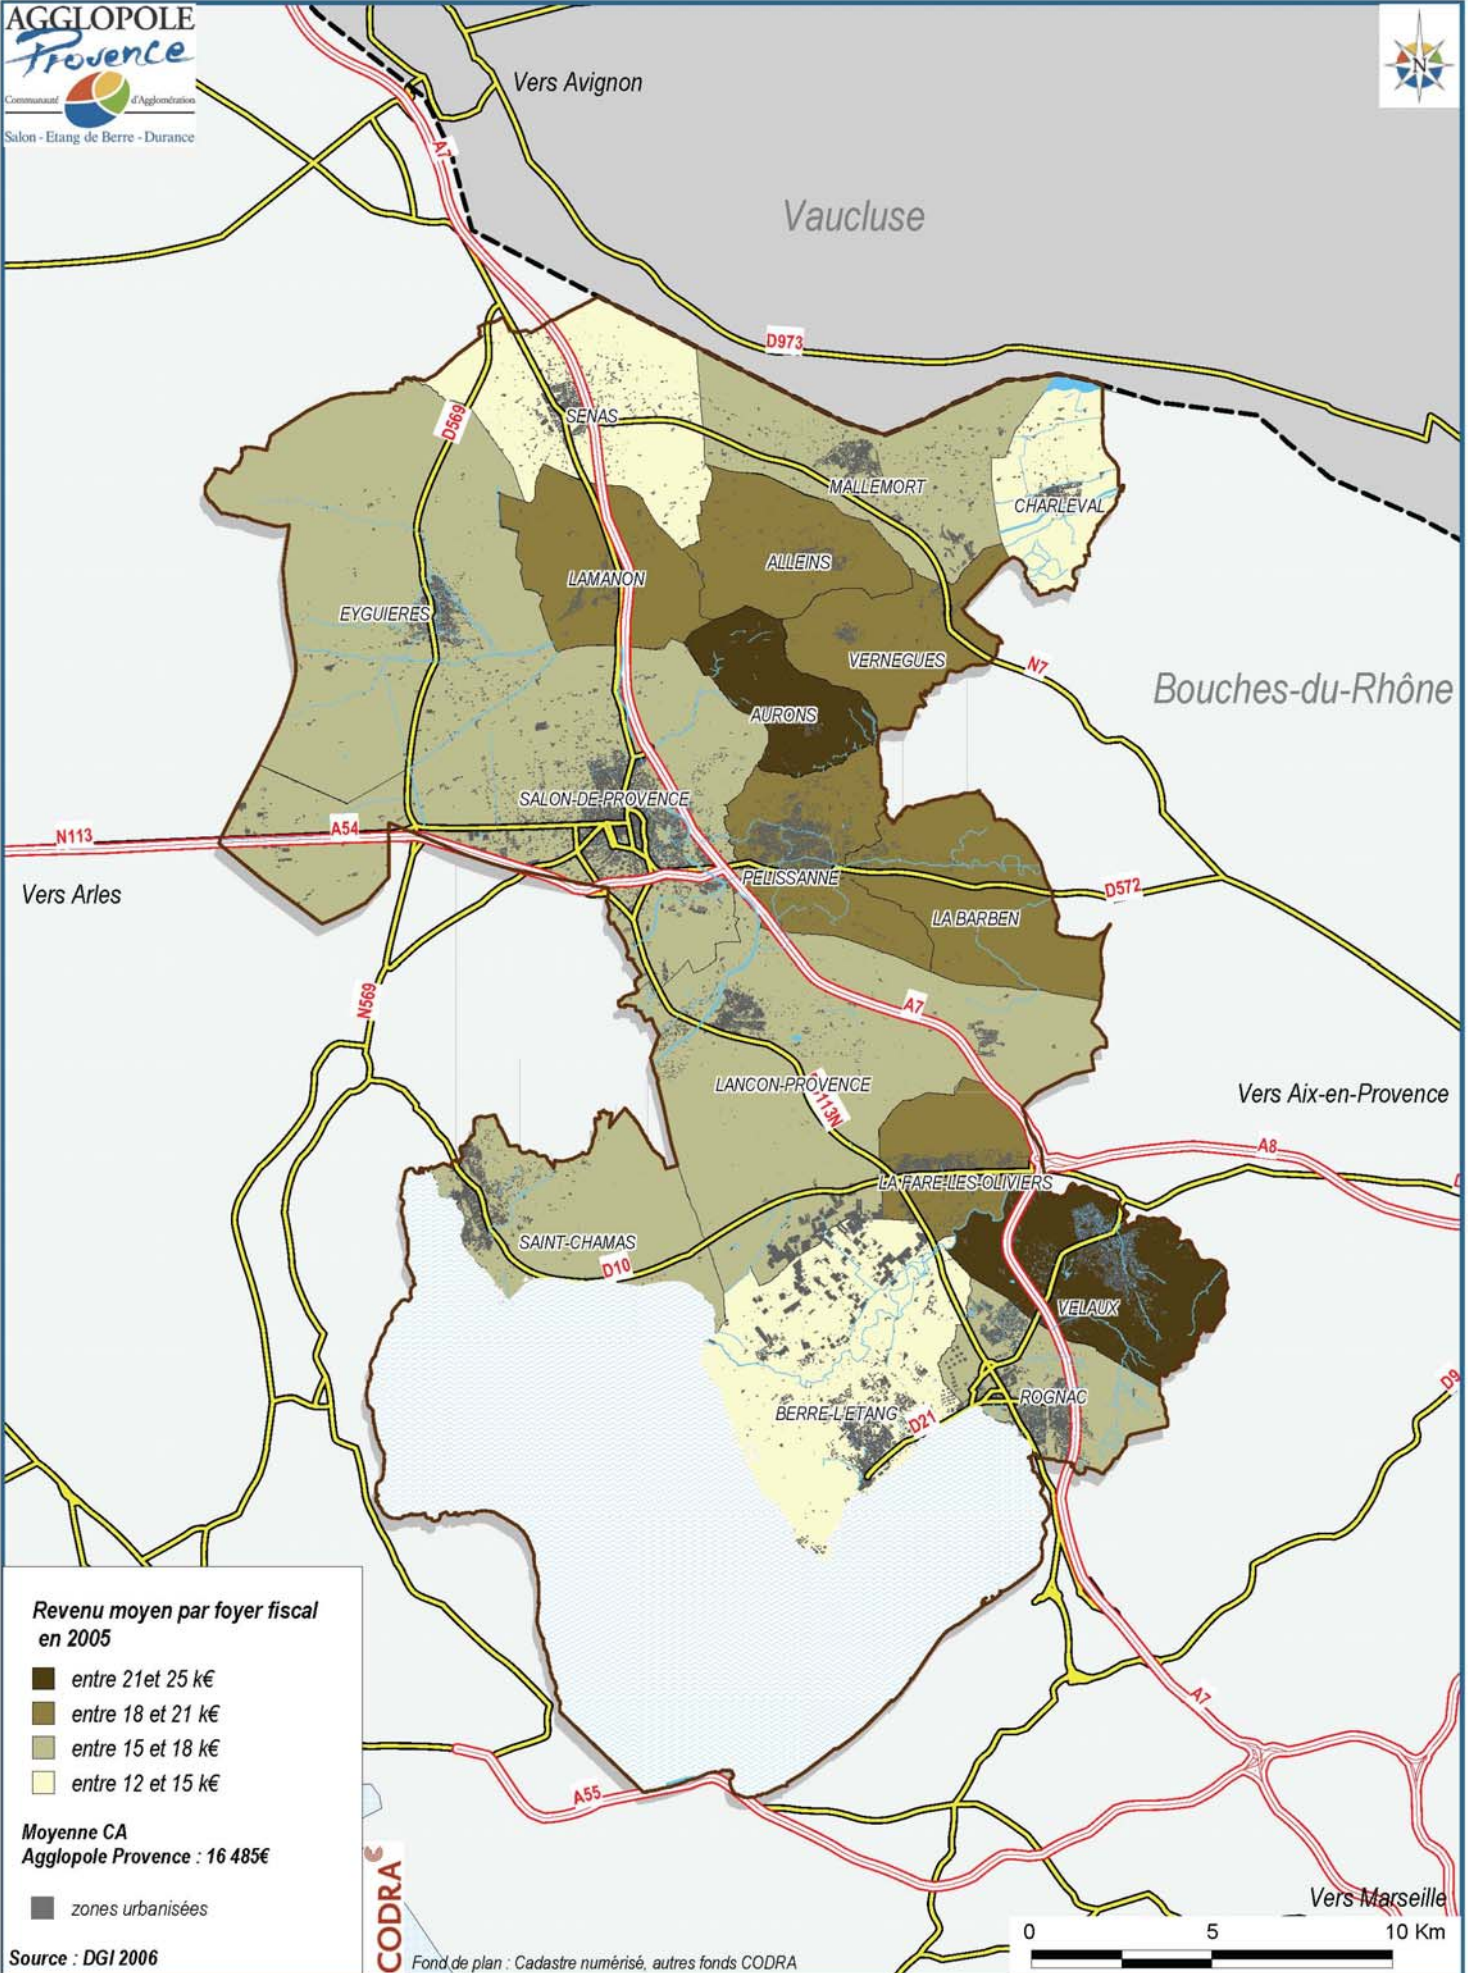 AGGLOPOLE
Provence
Communauté d'Agglomération
Salon - Etang de Berre - Durance
Vers Avignon
N
A7
Vaucluse
D973
D569
SENAS
MALLEMORT
CHARLEVAL
ALLEINS
LAMANON
EYGUIERES
VERNEGUES
N7
Bouches-du-Rhône
AURONS
SALON-DE-PROVENCE
N113
A54
Vers Arles
PELISSANNE
D572
LA BARBEN
N569
A7
LANCON-PROVENCE
Vers Aix-en-Provence
A8
LA FARE-LES-OLIVIERS
SAINT-CHAMAS
D10
VELAUX
D9
ROGNAC
BERRE-L'ETANG
D21
A7
A55
Revenu moyen par foyer fiscal
en 2005
entre 21et 25 k€
entre 18 et 21 k€
entre 15 et 18 k€
entre 12 et 15 k€
Moyenne CA
Agglopole Provence : 16 485€
zones urbanisées
Source : DGI 2006
CODRA
Fond de plan : Cadastre numérisé, autres fonds CODRA
Vers Marseille
0 5 10 Km